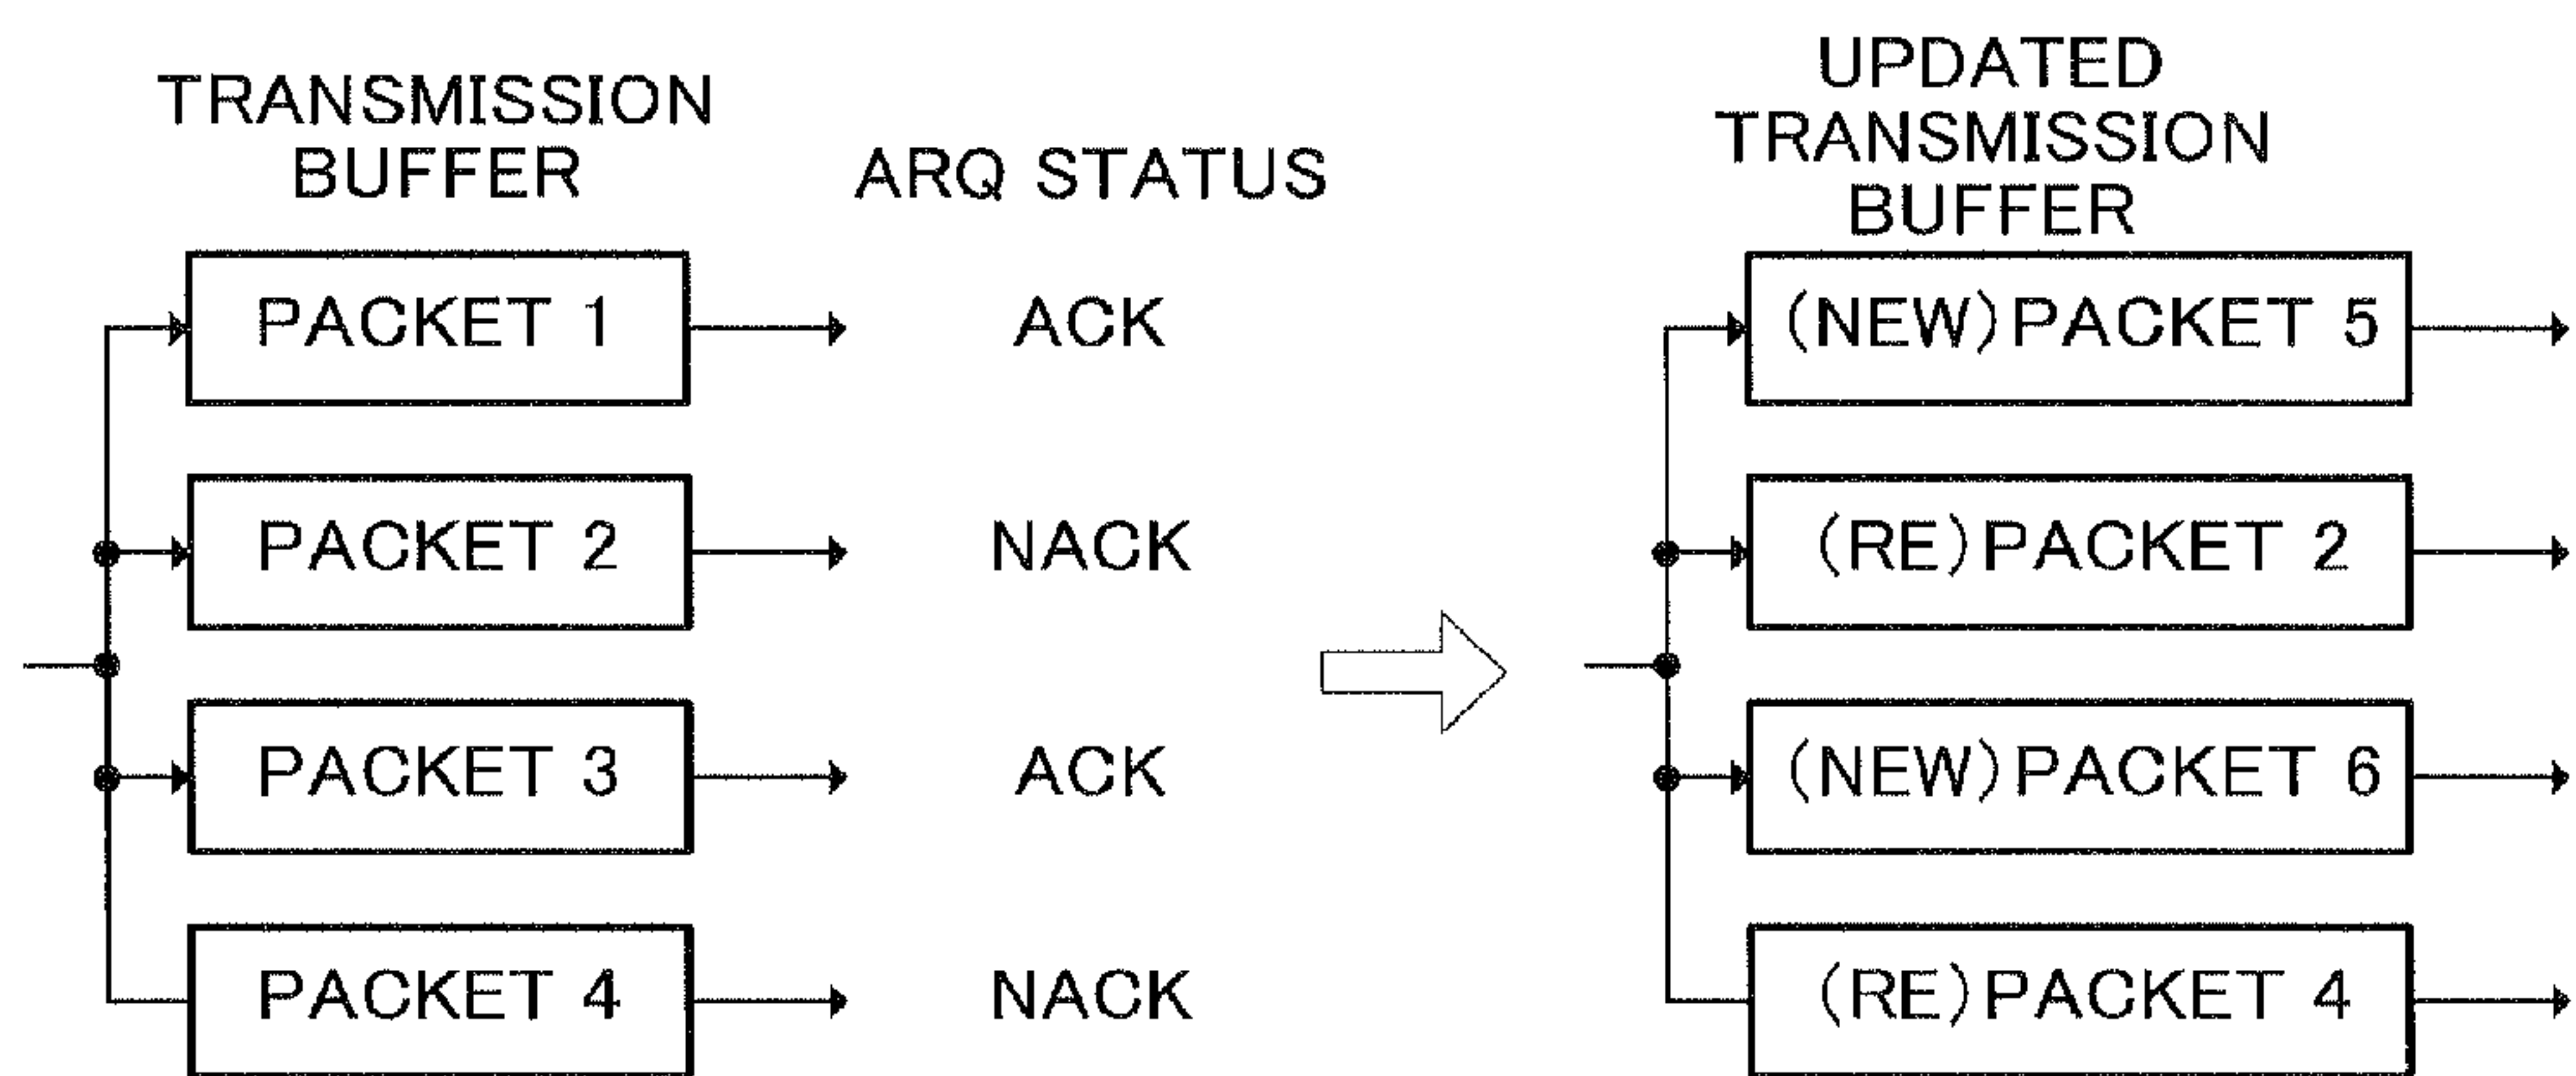 TRANSMISSION
BUFFER
ARQ STATUS
UPDATED
TRANSMISSION
BUFFER
PACKET 1
ACK
(NEW)PACKET 5
PACKET 2
NACK
(RE)PACKET 2
PACKET 3
ACK
(NEW)PACKET 6
PACKET 4
NACK
(RE)PACKET 4